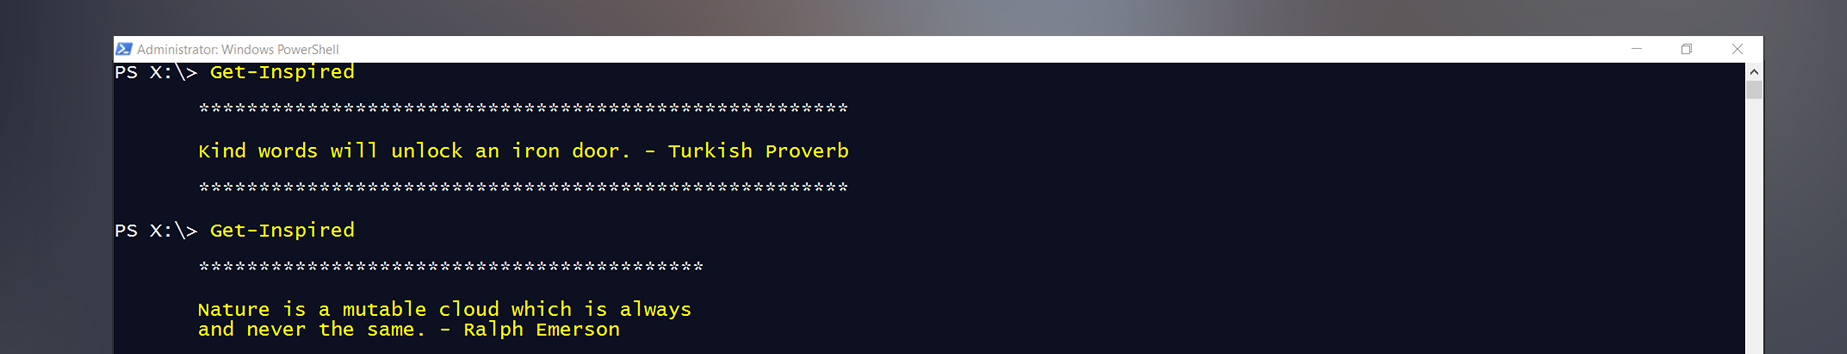 Administrator: Windows PowerShell
PS X:\> Get-Inspired
******************************************************
Kind words will unlock an iron door. - Turkish Proverb
******************************************************
PS X:\> Get-Inspired
******************************************
Nature is a mutable cloud which is always
and never the same. - Ralph Emerson